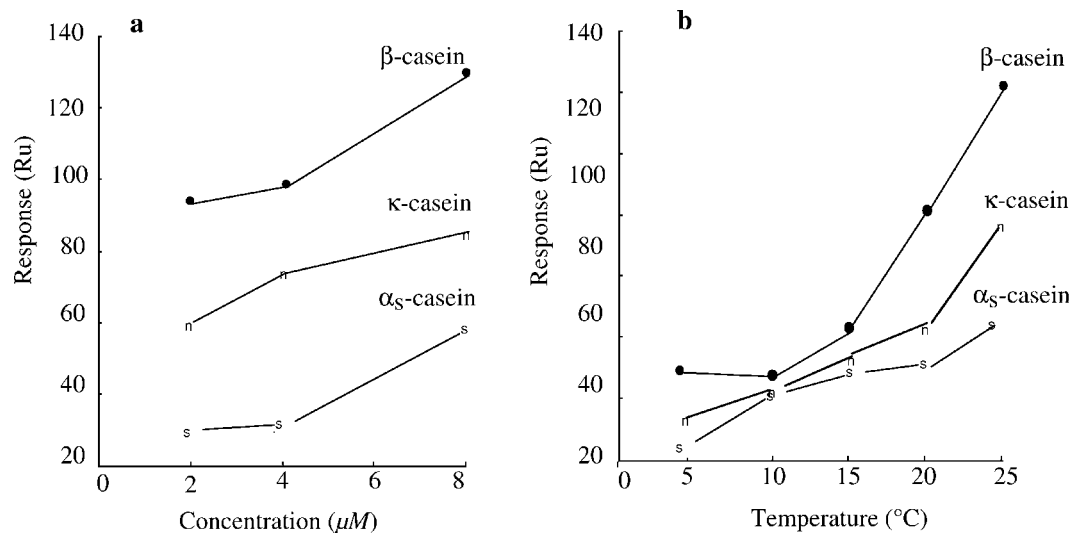 a
140
120
100
80
60
40
20
Response (Ru)
β-casein
κ-casein
αS-casein
n
n
n
s
s
s
0 2 4 6 8
Concentration (µM)
b
140
120
100
80
60
40
20
Response (Ru)
β-casein
κ-casein
αS-casein
n
n
n
n
n
s
s
s
s
s
0 5 10 15 20 25
Temperature (°C)